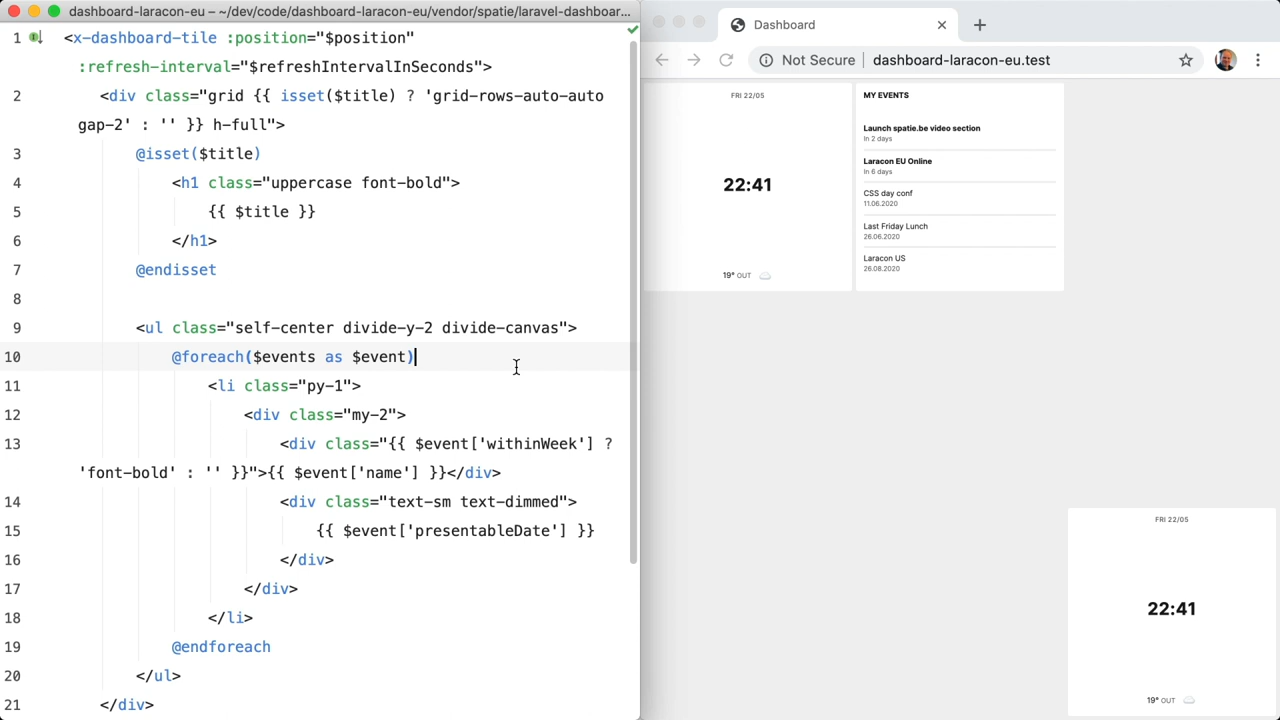 dashboard-laracon-eu – ~/dev/code/dashboard-laracon-eu/vendor/spatie/laravel-dashboar...
1 <x-dashboard-tile :position="$position"
:refresh-interval="$refreshIntervalInSeconds">
2 <div class="grid {{ isset($title) ? 'grid-rows-auto-auto
gap-2' : '' }} h-full">
3 @isset($title)
4 <h1 class="uppercase font-bold">
5 {{ $title }}
6 </h1>
7 @endisset
8
9 <ul class="self-center divide-y-2 divide-canvas">
10 @foreach($events as $event)
11 <li class="py-1">
12 <div class="my-2">
13 <div class="{{ $event['withinWeek'] ?
'font-bold' : '' }}">{{ $event['name'] }}</div>
14 <div class="text-sm text-dimmed">
15 {{ $event['presentableDate'] }}
16 </div>
17 </div>
18 </li>
19 @endforeach
20 </ul>
21 </div>
Dashboard
Not Secure dashboard-laracon-eu.test
FRI 22/05
22:41
19° OUT
MY EVENTS
Launch spatie.be video section
In 2 days
Laracon EU Online
In 6 days
CSS day conf
11.06.2020
Last Friday Lunch
26.06.2020
Laracon US
26.08.2020
FRI 22/05
22:41
19° OUT